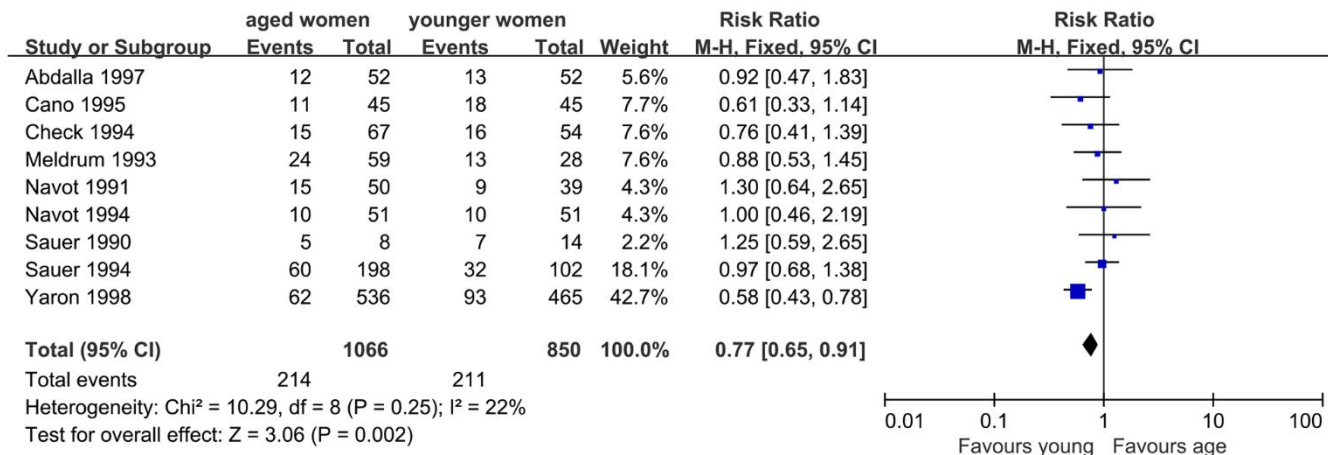 aged women younger women Risk Ratio Risk Ratio
Study or Subgroup Events Total Events Total Weight M-H, Fixed, 95% CI M-H, Fixed, 95% CI
Abdalla 1997 12 52 13 52 5.6% 0.92 [0.47, 1.83]
Cano 1995 11 45 18 45 7.7% 0.61 [0.33, 1.14]
Check 1994 15 67 16 54 7.6% 0.76 [0.41, 1.39]
Meldrum 1993 24 59 13 28 7.6% 0.88 [0.53, 1.45]
Navot 1991 15 50 9 39 4.3% 1.30 [0.64, 2.65]
Navot 1994 10 51 10 51 4.3% 1.00 [0.46, 2.19]
Sauer 1990 5 8 7 14 2.2% 1.25 [0.59, 2.65]
Sauer 1994 60 198 32 102 18.1% 0.97 [0.68, 1.38]
Yaron 1998 62 536 93 465 42.7% 0.58 [0.43, 0.78]
Total (95% CI) 1066 850 100.0% 0.77 [0.65, 0.91]
Total events 214 211
Heterogeneity: Chi² = 10.29, df = 8 (P = 0.25); I² = 22%
Test for overall effect: Z = 3.06 (P = 0.002)
0.01 0.1 1 10 100
Favours young Favours age